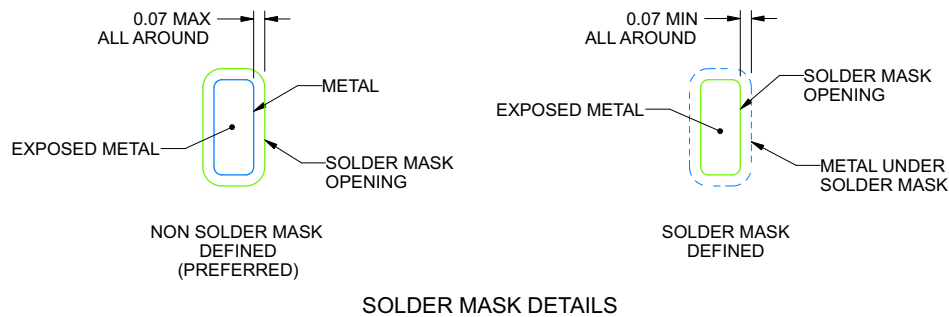 0.07 MAX
ALL AROUND
METAL
EXPOSED METAL
SOLDER MASK
OPENING
NON SOLDER MASK
DEFINED
(PREFERRED)
0.07 MIN
ALL AROUND
SOLDER MASK
OPENING
EXPOSED METAL
METAL UNDER
SOLDER MASK
SOLDER MASK
DEFINED
SOLDER MASK DETAILS